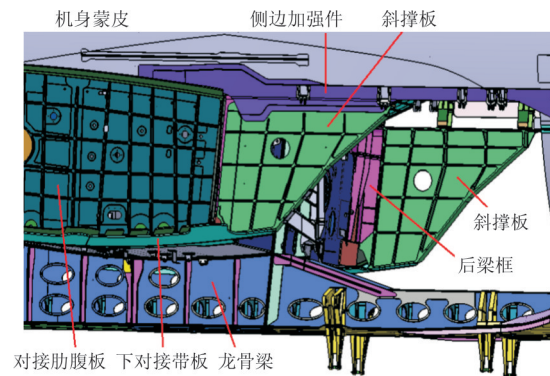 机身蒙皮
侧边加强件
斜撑板
斜撑板
后梁框
对接肋腹板
下对接带板
龙骨梁